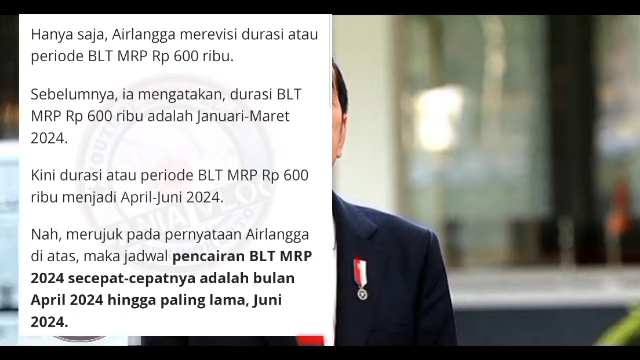 Hanya saja, Airlangga merevisi durasi atau
periode BLT MRP Rp 600 ribu.
Sebelumnya, ia mengatakan, durasi BLT
MRP Rp 600 ribu adalah Januari-Maret
2024.
Kini durasi atau periode BLT MRP Rp 600
ribu menjadi April-Juni 2024.
Nah, merujuk pada pernyataan Airlangga
di atas, maka jadwal pencairan BLT MRP
2024 secepat-cepatnya adalah bulan
April 2024 hingga paling lama, Juni
2024.